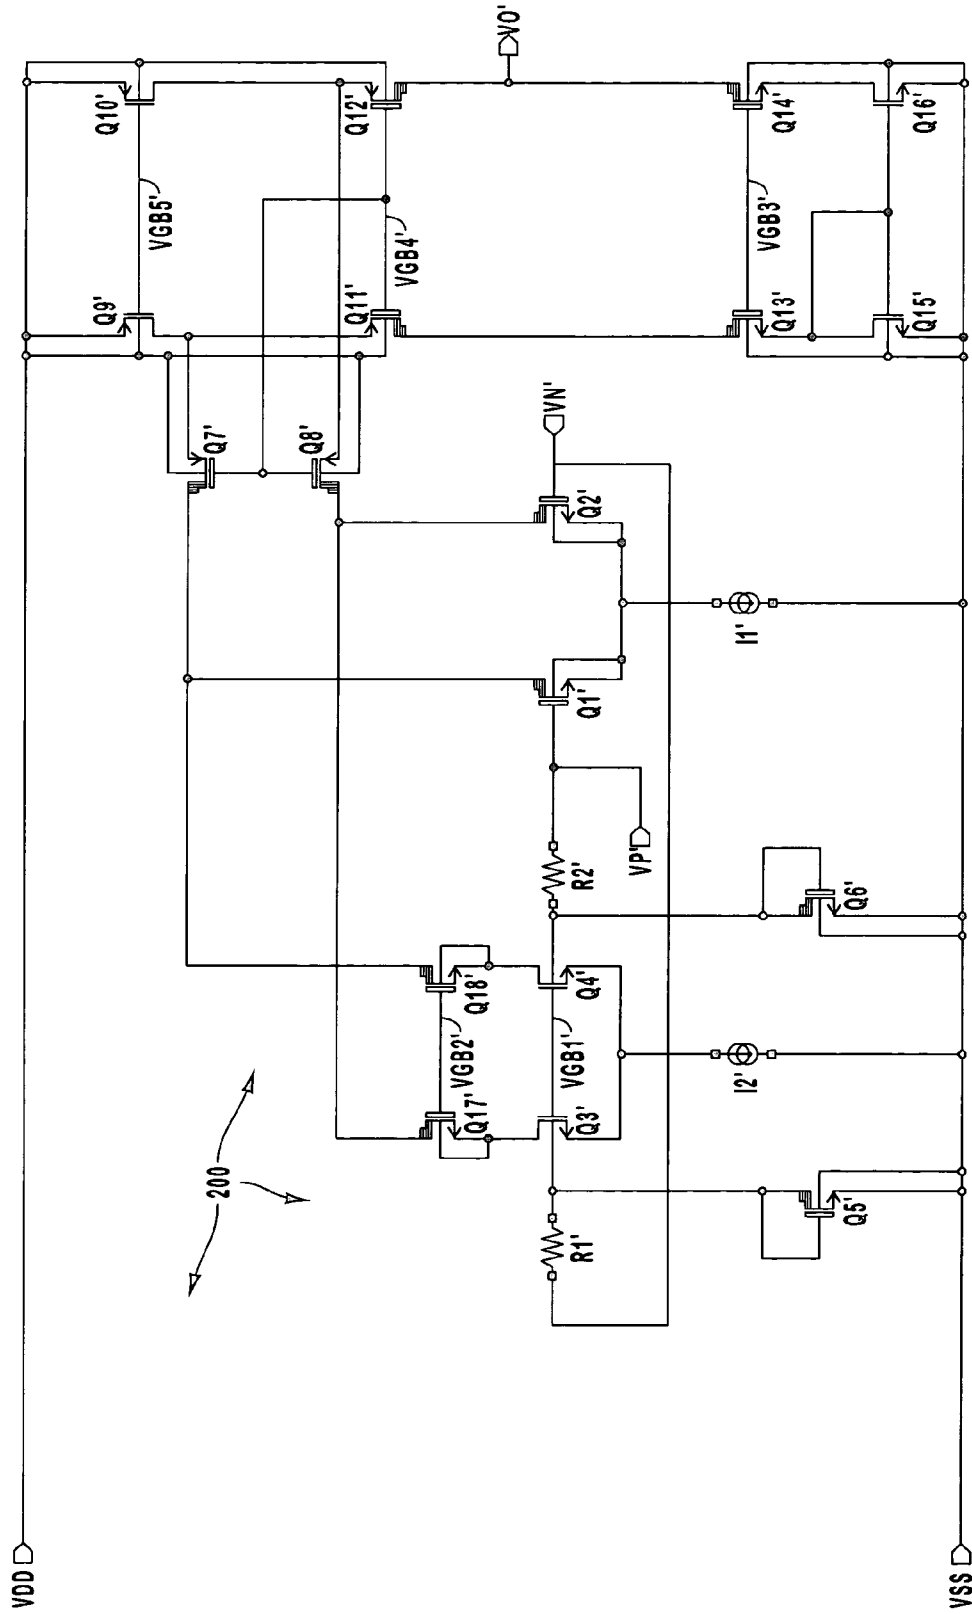 VDD
VSS
200
Q10'
Q9'
VGB5'
Q12'
Q11'
VGB4'
VO'
Q14'
Q13'
VGB3'
Q16'
Q15'
Q7'
Q8'
VN'
Q2'
Q1'
I1'
VP'
R2'
Q6'
Q18'
Q17'
VGB2'
Q4'
Q3'
VGB1'
I2'
R1'
Q5'